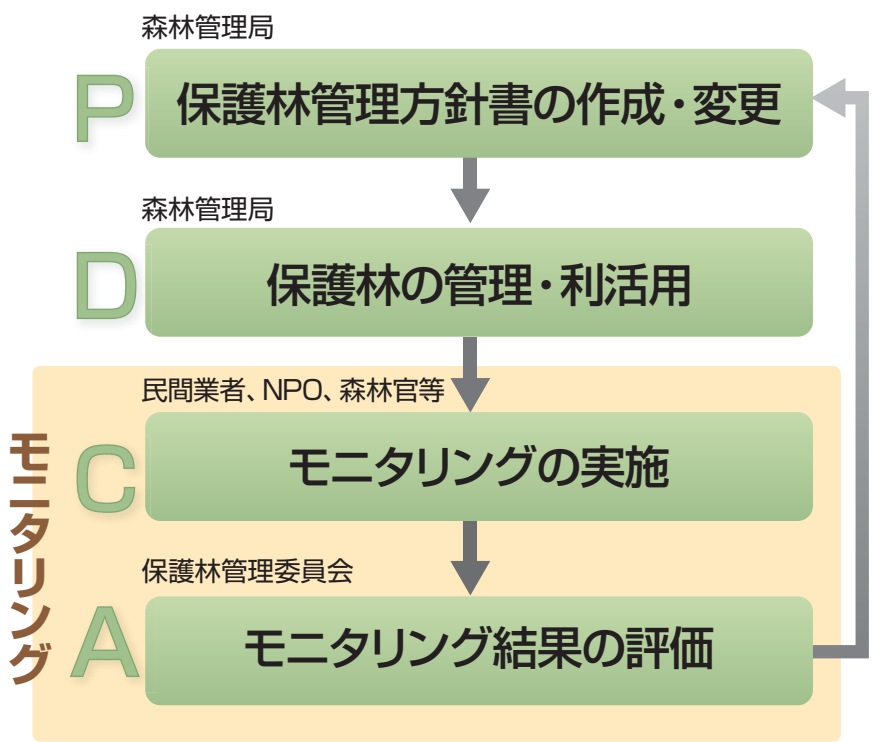 森林管理局
P
保護林管理方針書の作成・変更
森林管理局
D
保護林の管理・利活用
モニタリング
民間業者、NPO、森林官等
C
モニタリングの実施
保護林管理委員会
A
モニタリング結果の評価